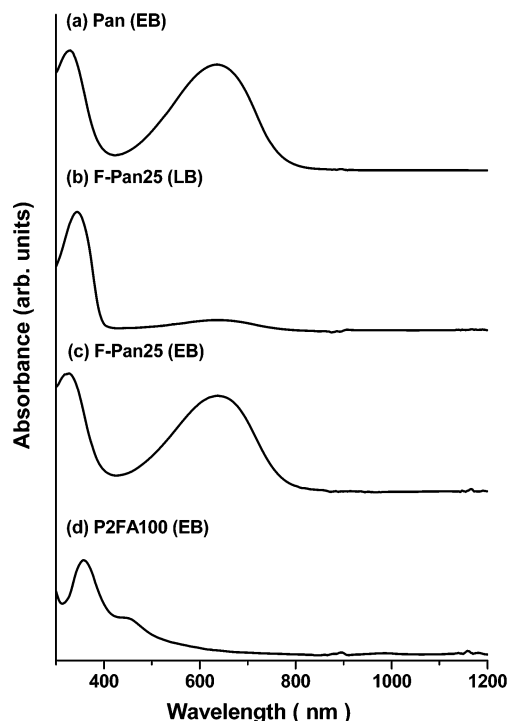 (a) Pan (EB)
(b) F-Pan25 (LB)
(c) F-Pan25 (EB)
(d) P2FA100 (EB)
Absorbance (arb. units)
400 600 800 1000 1200
Wavelength ( nm )